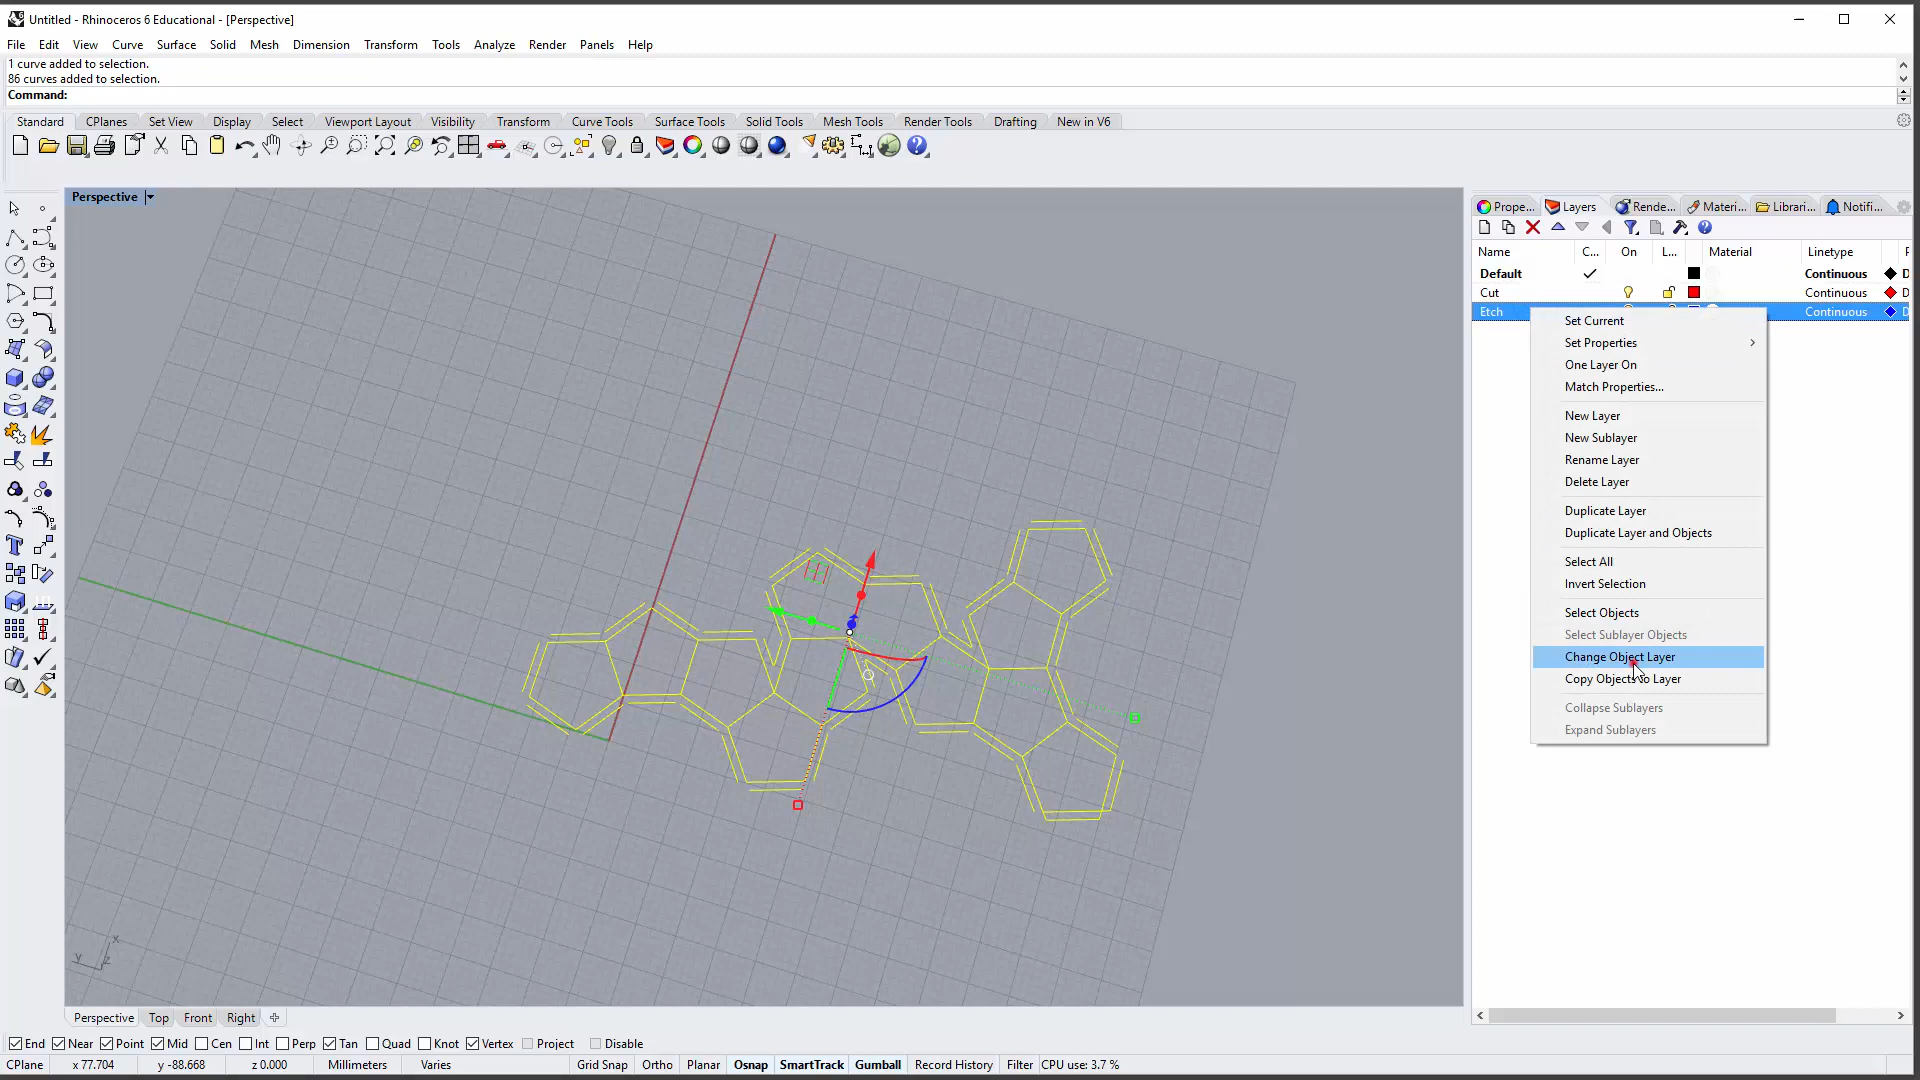 Untitled - Rhinoceros 6 Educational - [Perspective]
File Edit View Curve Surface Solid Mesh Dimension Transform Tools Analyze Render Panels Help
1 curve added to selection.
86 curves added to selection.
Command:
Standard CPlanes Set View Display Select Viewport Layout Visibility Transform Curve Tools Surface Tools Solid Tools Mesh Tools Render Tools Drafting New in V6
Perspective
Prope... Layers Rende... Materi... Librari... Notifi...
Name C... On L... Material Linetype P
Default Continuous D
Cut Continuous D
Etch Continuous D
Set Current
Set Properties
One Layer On
Match Properties...
New Layer
New Sublayer
Rename Layer
Delete Layer
Duplicate Layer
Duplicate Layer and Objects
Select All
Invert Selection
Select Objects
Select Sublayer Objects
Change Object Layer
Copy Objects to Layer
Collapse Sublayers
Expand Sublayers
x
y
z
Perspective Top Front Right
End Near Point Mid Cen Int Perp Tan Quad Knot Vertex Project Disable
CPlane x 77.704 y -88.668 z 0.000 Millimeters Varies Grid Snap Ortho Planar Osnap SmartTrack Gumball Record History Filter CPU use: 3.7 %